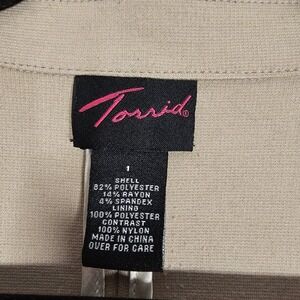 Torrid®
1
SHELL
82% POLYESTER
14% RAYON
4% SPANDEX
LINING
100% POLYESTER
CONTRAST
100% NYLON
MADE IN CHINA
OVER FOR CARE